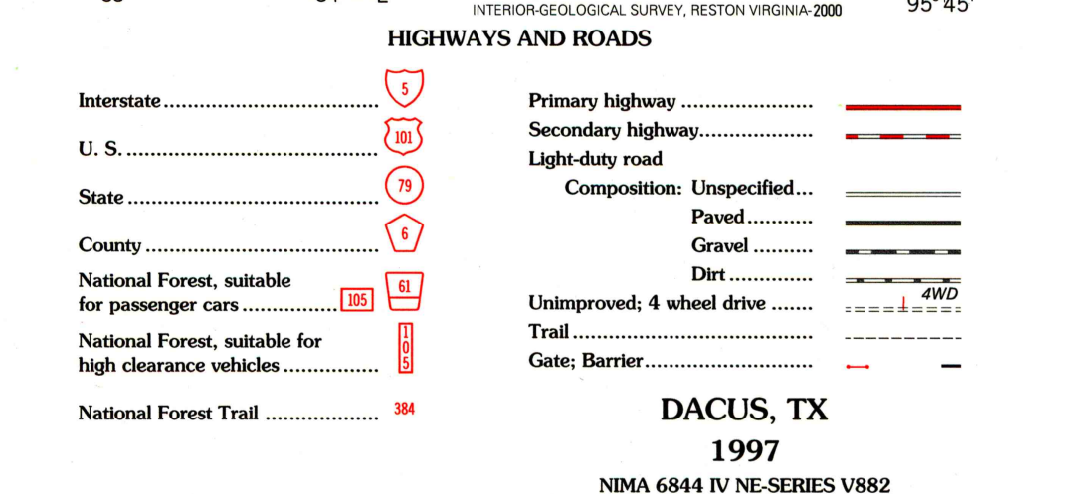 INTERIOR-GEOLOGICAL SURVEY, RESTON VIRGINIA-2000
95° 45'
HIGHWAYS AND ROADS
Interstate ..................................... 5
U. S. ........................................... 101
State ........................................... 79
County ........................................ 6
National Forest, suitable
for passenger cars ................ 105 61
National Forest, suitable for
high clearance vehicles ................ 105
National Forest Trail .................... 384
Primary highway .......................
Secondary highway....................
Light-duty road
Composition: Unspecified...
Paved...........
Gravel ..........
Dirt ..............
Unimproved; 4 wheel drive ....... 4WD
Trail...........................................
Gate; Barrier.............................
DACUS, TX
1997
NIMA 6844 IV NE-SERIES V882